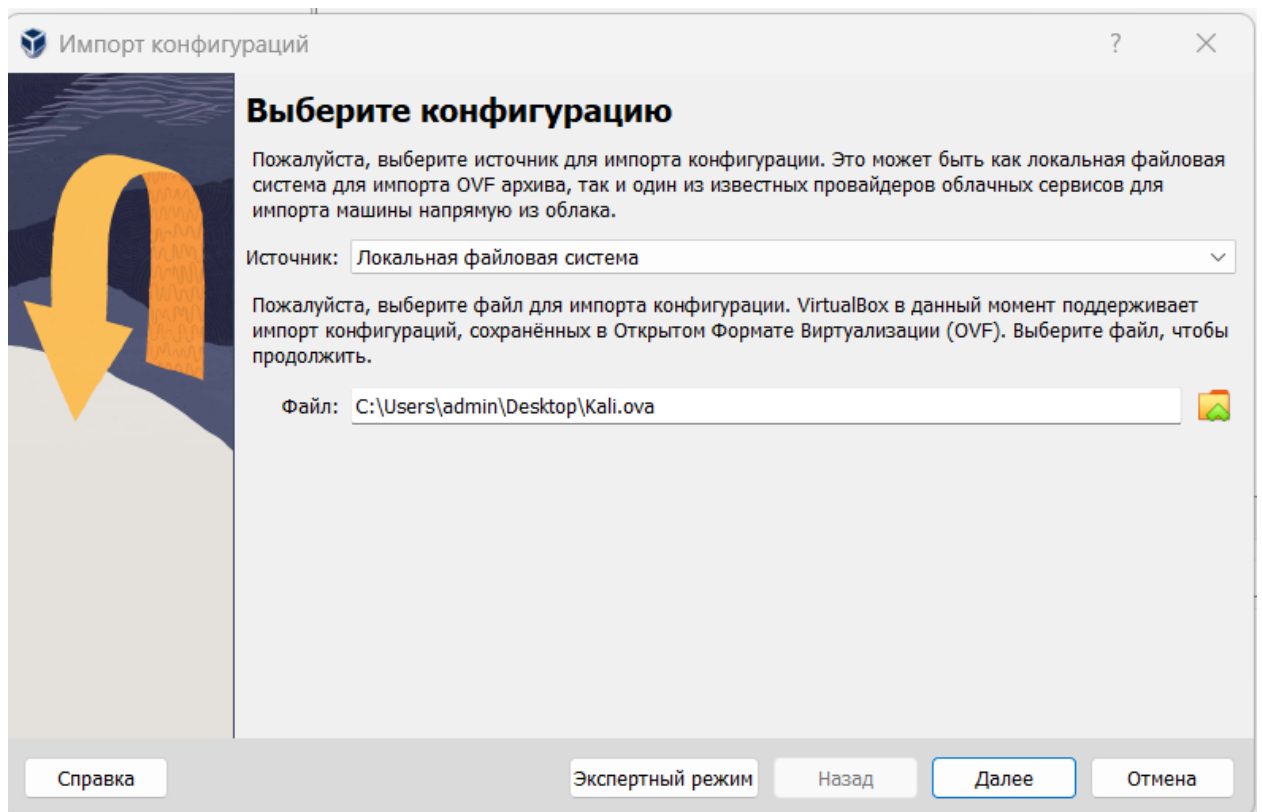 Импорт конфигураций
?
Выберите конфигурацию
Пожалуйста, выберите источник для импорта конфигурации. Это может быть как локальная файловая
система для импорта OVF архива, так и один из известных провайдеров облачных сервисов для
импорта машины напрямую из облака.
Источник: Локальная файловая система
Пожалуйста, выберите файл для импорта конфигурации. VirtualBox в данный момент поддерживает
импорт конфигураций, сохранённых в Открытом Формате Виртуализации (OVF). Выберите файл, чтобы
продолжить.
Файл: C:\Users\admin\Desktop\Kali.ova
Справка Экспертный режим Назад Далее Отмена